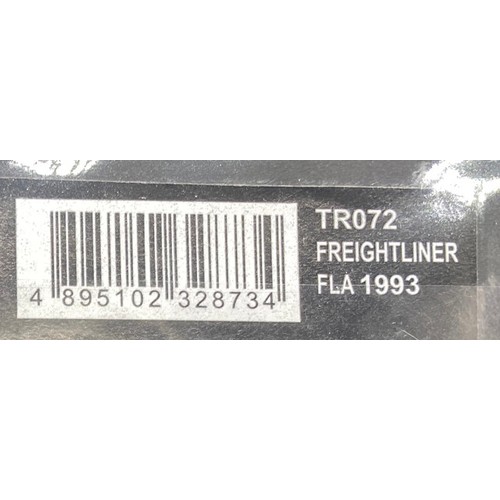 TR072
FREIGHTLINER
FLA 1993
4 895102 328734